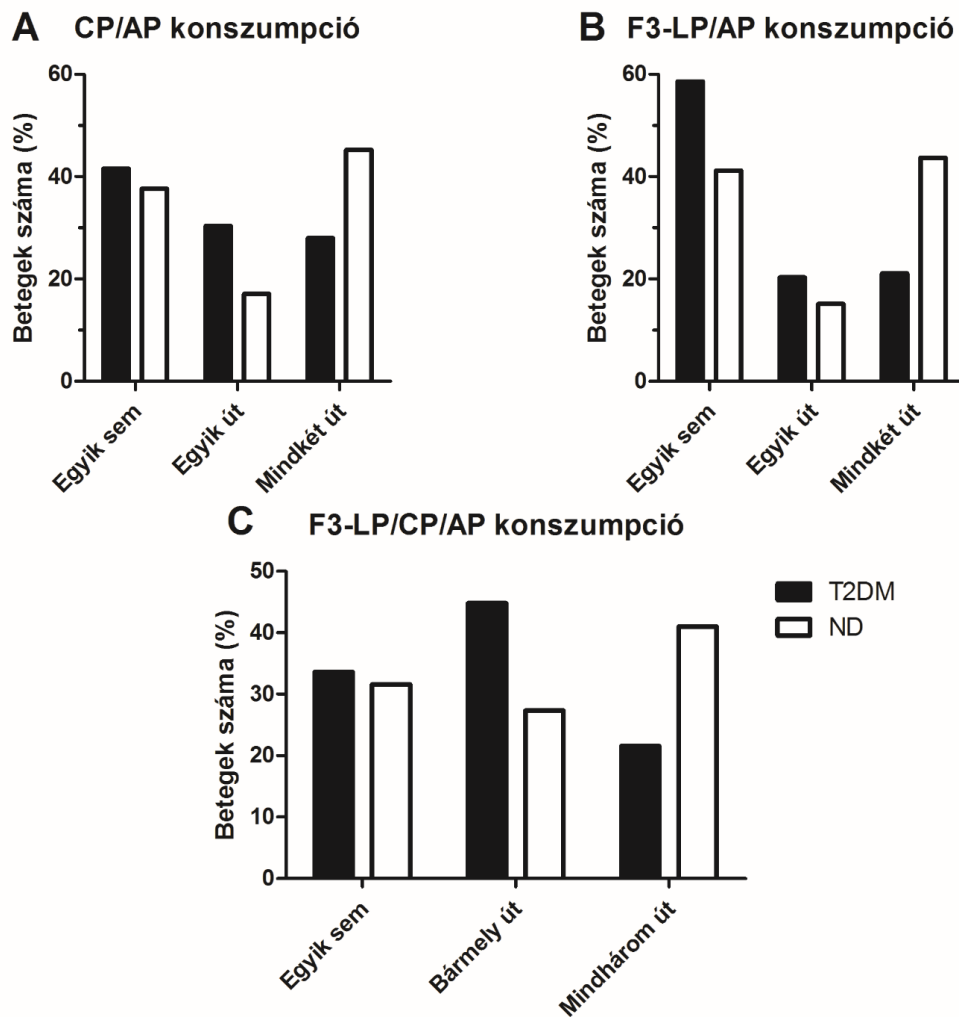 A CP/AP konszumpció
Betegek száma (%)
60
40
20
0
Egyik sem
Egyik út
Mindkét út
B F3-LP/AP konszumpció
Betegek száma (%)
60
40
20
0
Egyik sem
Egyik út
Mindkét út
C F3-LP/CP/AP konszumpció
Betegek száma (%)
50
40
30
20
10
0
Egyik sem
Bármely út
Mindhárom út
T2DM
ND